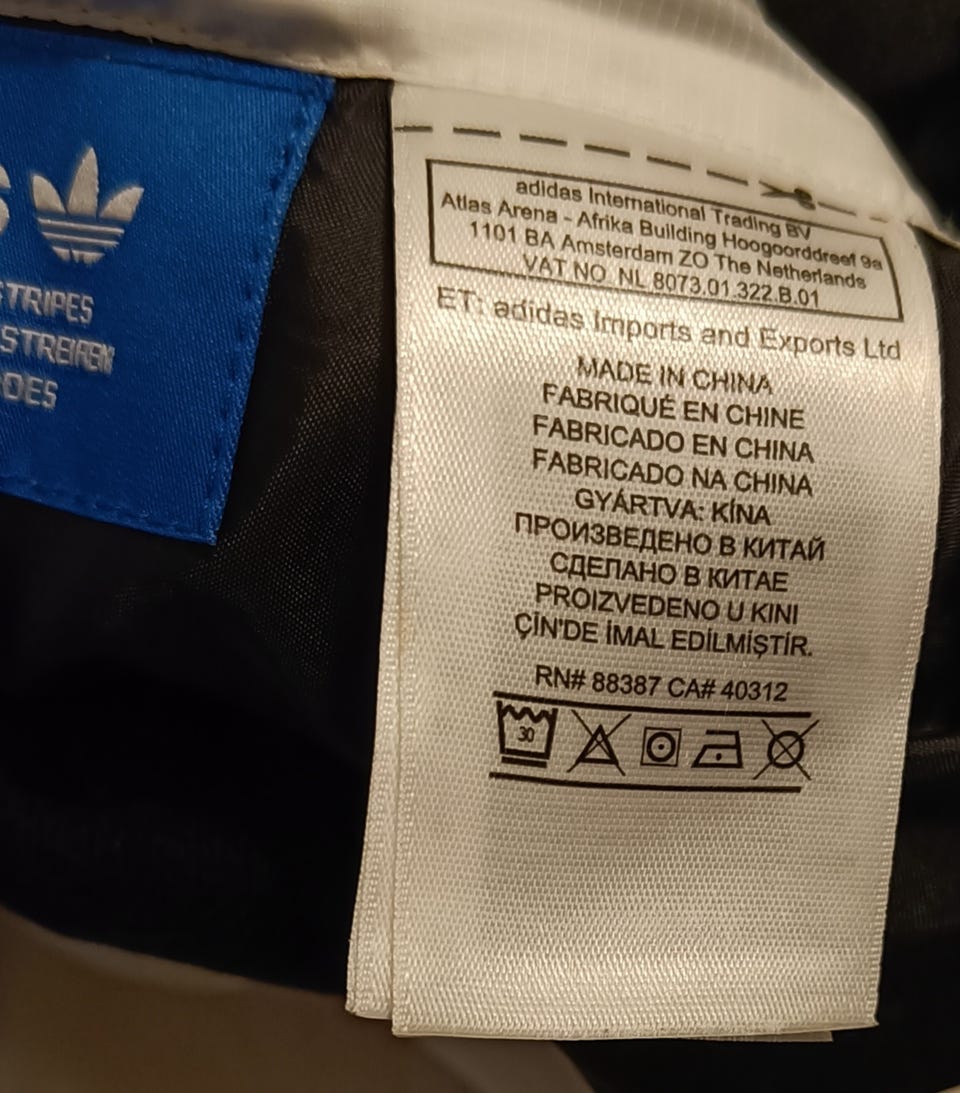 S
TRIPES
STREIFEN
DES
adidas International Trading BV
Atlas Arena - Afrika Building Hoogoorddreef 9a
1101 BA Amsterdam ZO The Netherlands
VAT NO. NL 8073.01.322.B.01
ET: adidas Imports and Exports Ltd
MADE IN CHINA
FABRIQUÉ EN CHINE
FABRICADO EN CHINA
FABRICADO NA CHINA
GYÁRTVA: KÍNA
ПРОИЗВЕДЕНО В КИТАЙ
СДЕЛАНО В КИТАЕ
PROIZVEDENO U KINI
ÇİN'DE İMAL EDİLMİŞTİR.
RN# 88387 CA# 40312
30